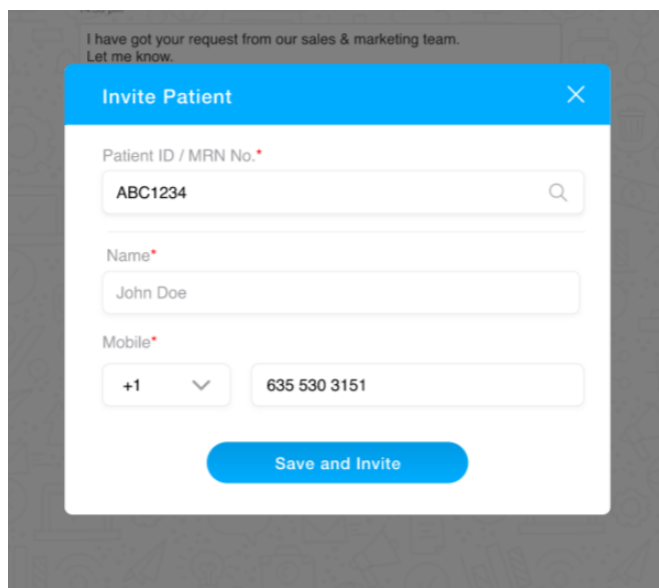 I have got your request from our sales & marketing team.
Let me know.
Invite Patient
Patient ID / MRN No.*
ABC1234
Name*
John Doe
Mobile*
+1
635 530 3151
Save and Invite